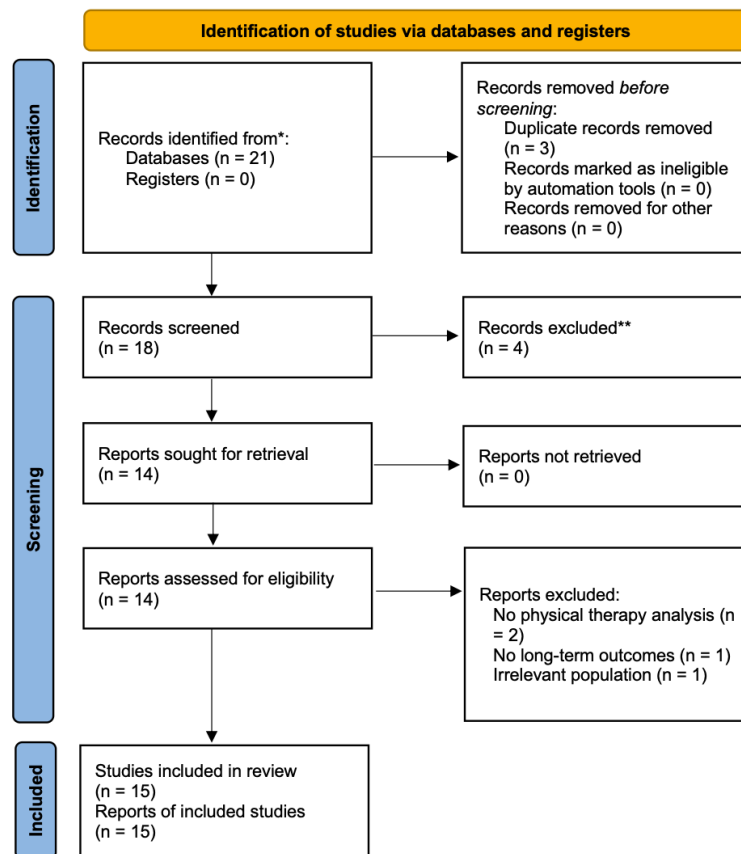 Identification of studies via databases and registers
Identification
Records identified from*:
Databases (n = 21)
Registers (n = 0)
Records removed before
screening:
Duplicate records removed
(n = 3)
Records marked as ineligible
by automation tools (n = 0)
Records removed for other
reasons (n = 0)
Screening
Records screened
(n = 18)
Records excluded**
(n = 4)
Reports sought for retrieval
(n = 14)
Reports not retrieved
(n = 0)
Reports assessed for eligibility
(n = 14)
Reports excluded:
No physical therapy analysis (n
= 2)
No long-term outcomes (n = 1)
Irrelevant population (n = 1)
Included
Studies included in review
(n = 15)
Reports of included studies
(n = 15)